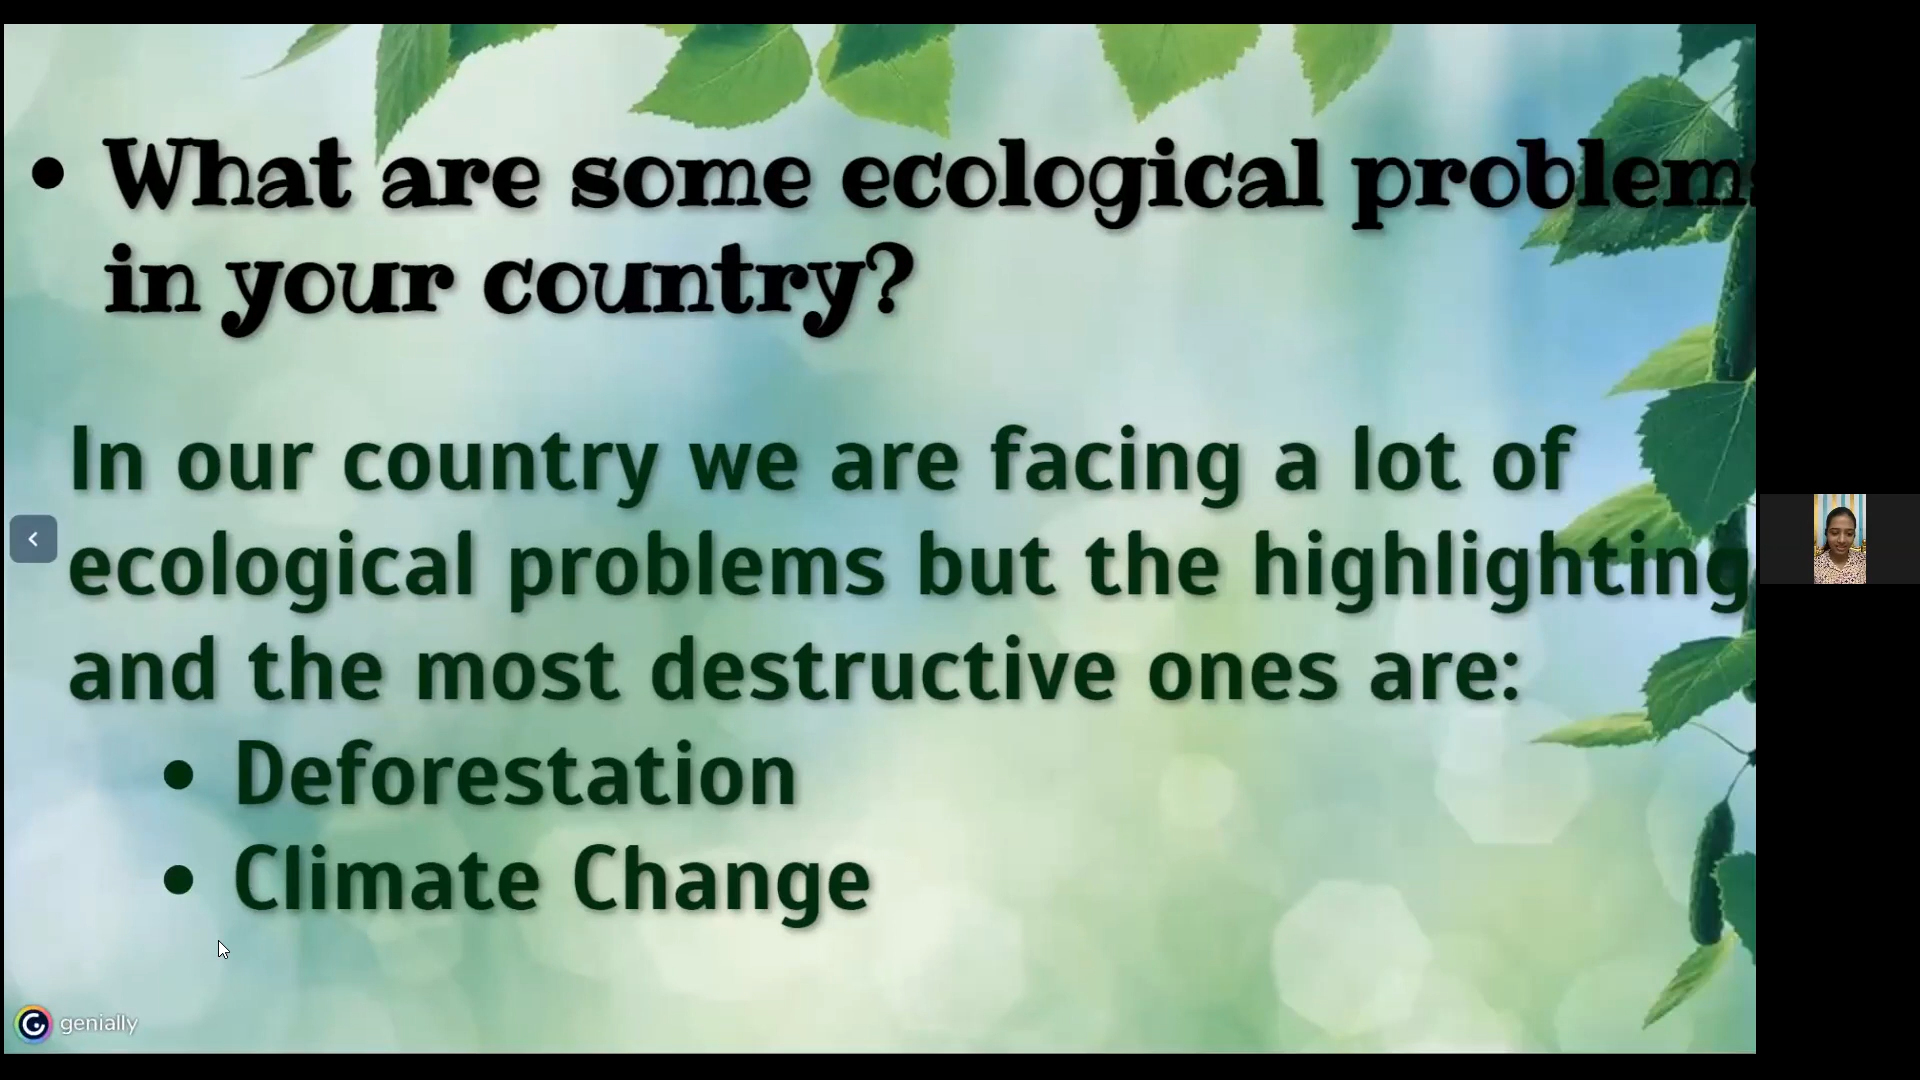 • What are some ecological problems
in your country?
In our country we are facing a lot of
ecological problems but the highlighting
and the most destructive ones are:
• Deforestation
• Climate Change
genially